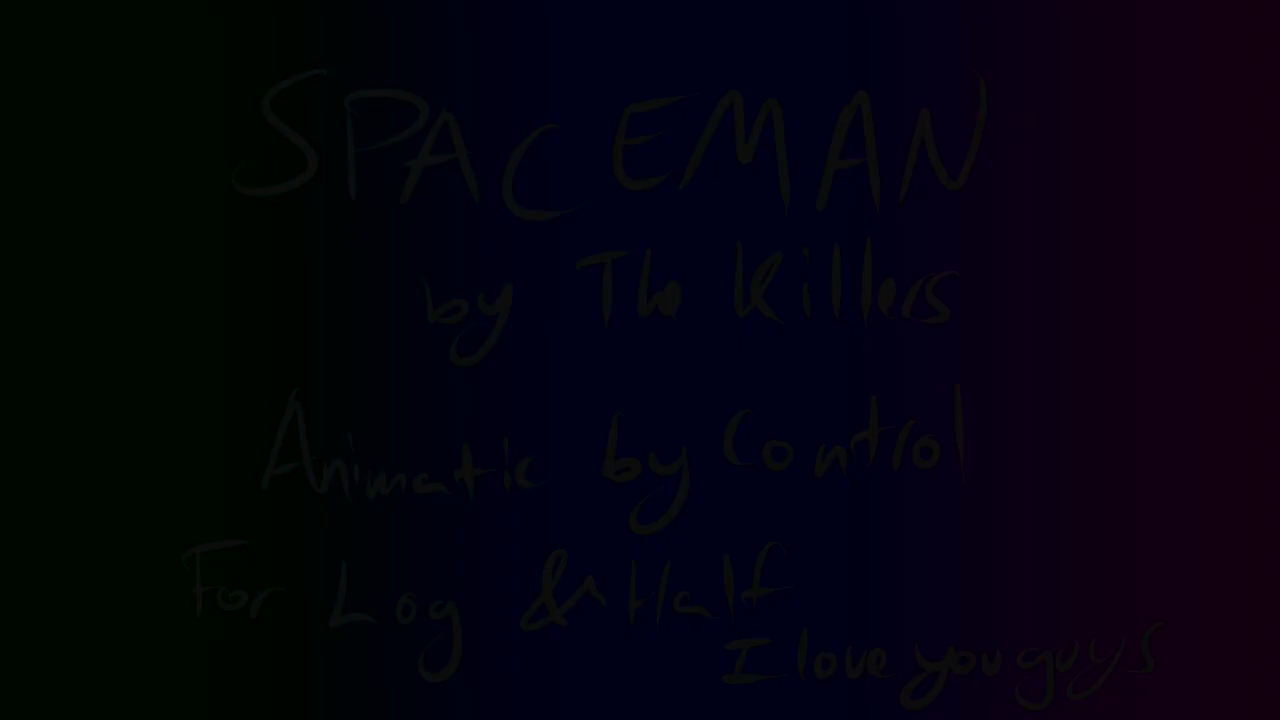 SPACEMAN
by The Killers
Animatic by Control
For Log & Half
I love you guys